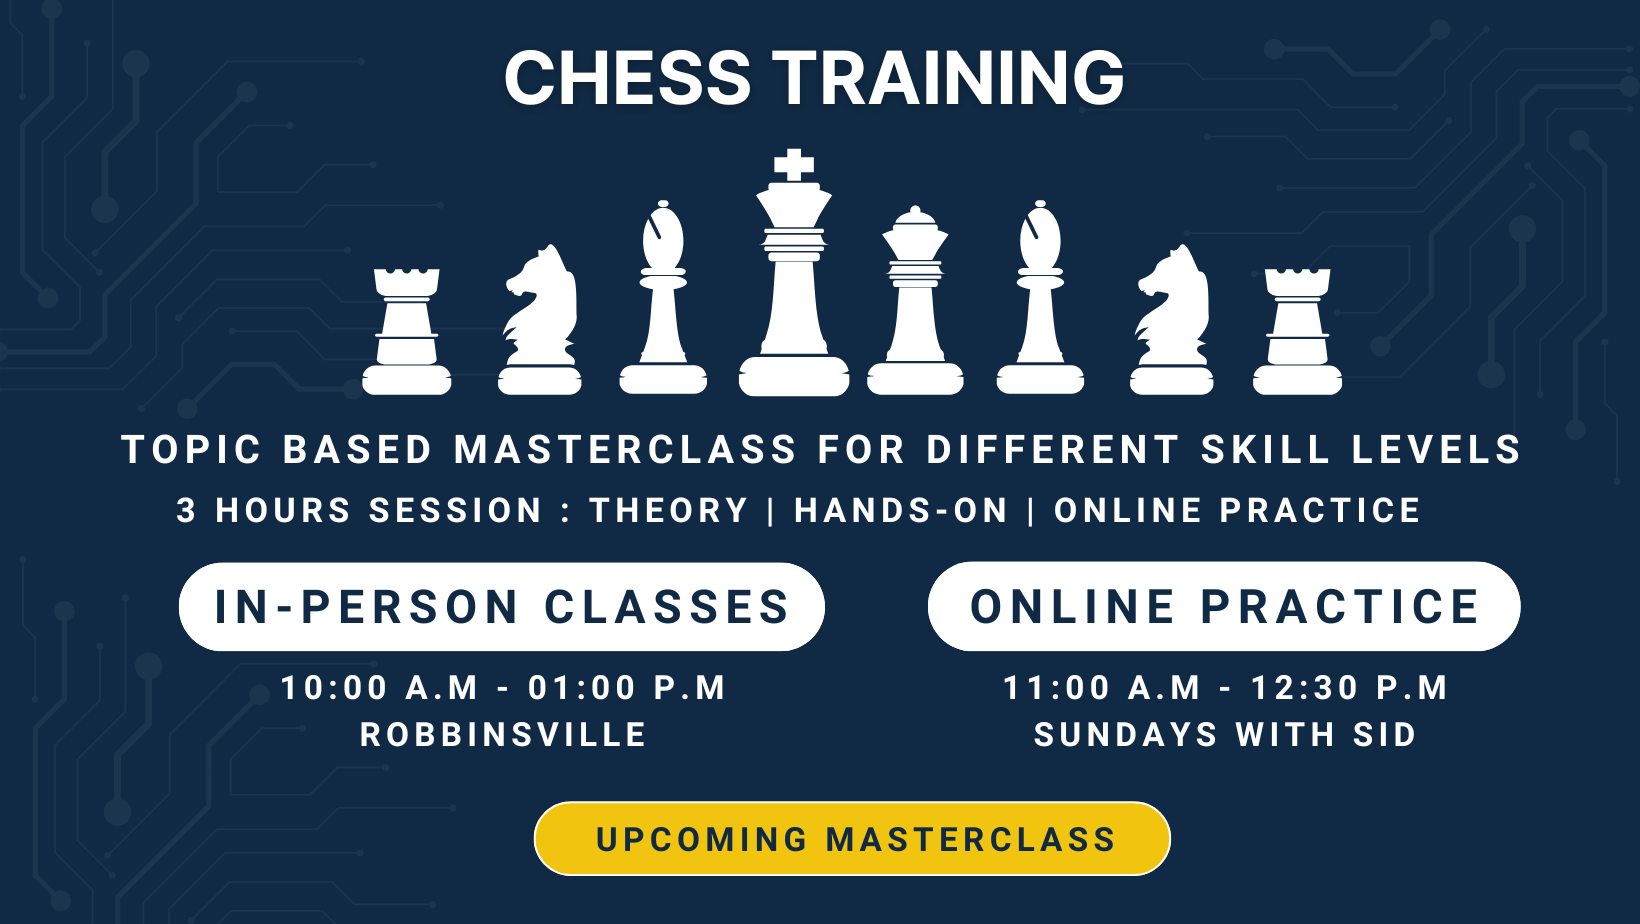 CHESS TRAINING
TOPIC BASED MASTERCLASS FOR DIFFERENT SKILL LEVELS
3 HOURS SESSION : THEORY | HANDS-ON | ONLINE PRACTICE
IN-PERSON CLASSES
10:00 A.M - 01:00 P.M
ROBBINSVILLE
ONLINE PRACTICE
11:00 A.M - 12:30 P.M
SUNDAYS WITH SID
UPCOMING MASTERCLASS